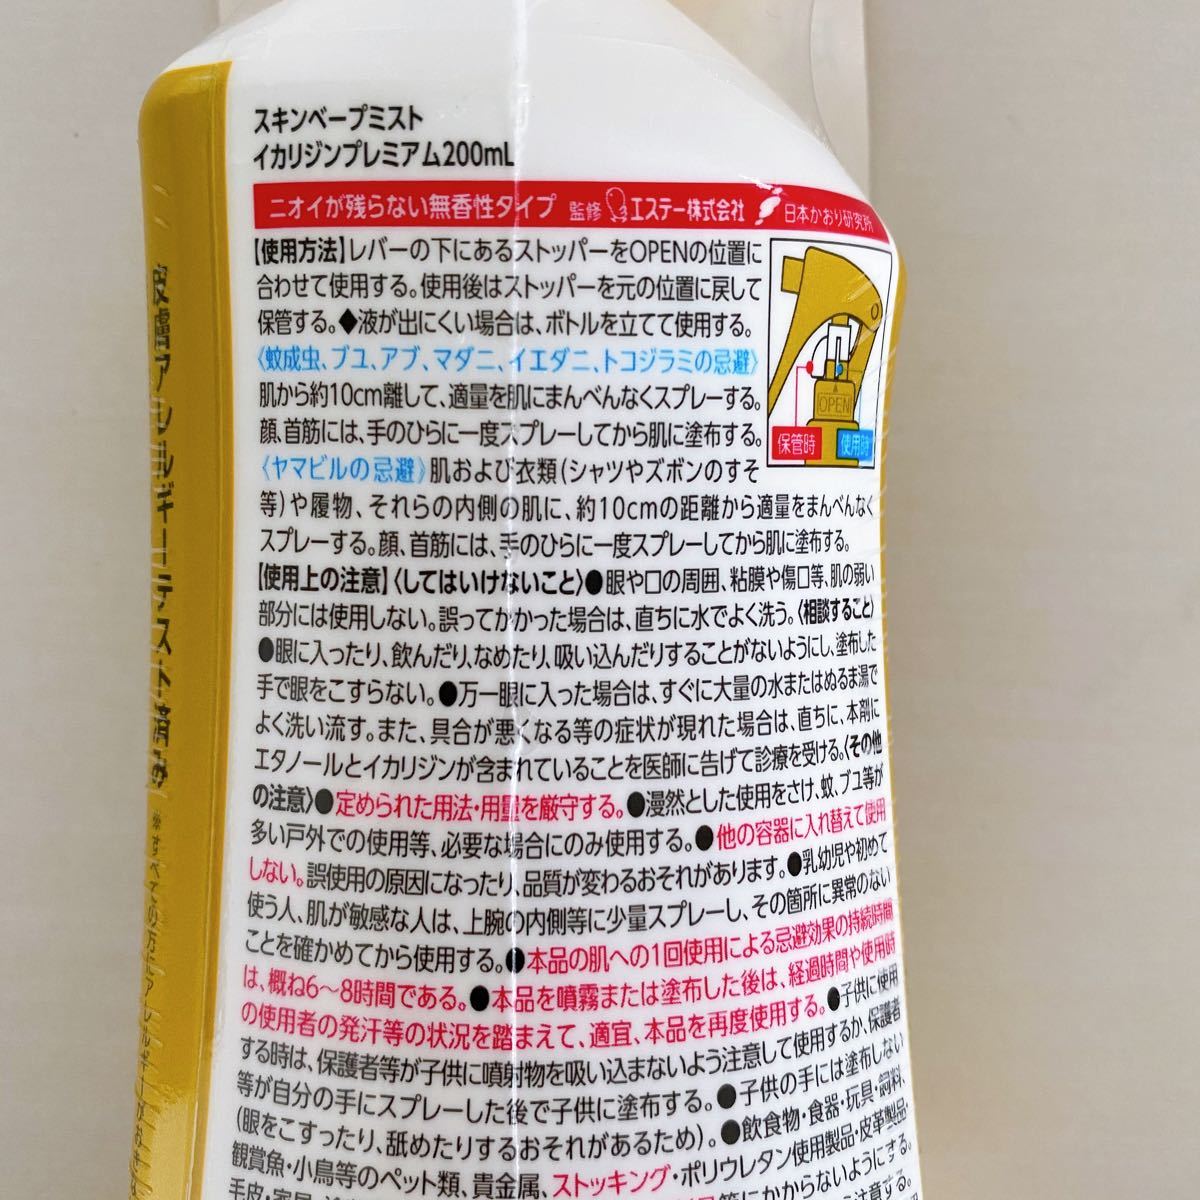 スキンベープミスト
イカリジンプレミアム200mL
ニオイが残らない無香性タイプ 監修 エステー株式会社 日本かおり研究所
【使用方法】レバーの下にあるストッパーをOPENの位置に
合わせて使用する。使用後はストッパーを元の位置に戻して
保管する。◆液が出にくい場合は、ボトルを立てて使用する。
〈蚊成虫、ブユ、アブ、マダニ、イエダニ、トコジラミの忌避〉
肌から約10cm離して、適量を肌にまんべんなくスプレーする。
顔、首筋には、手のひらに一度スプレーしてから肌に塗布する。
OPEN
保管時 使用時
〈ヤマビルの忌避〉肌および衣類(シャツやズボンのすそ
等)や履物、それらの内側の肌に、約10cmの距離から適量をまんべんなく
スプレーする。顔、首筋には、手のひらに一度スプレーしてから肌に塗布する。
【使用上の注意】〈してはいけないこと〉●眼や口の周囲、粘膜や傷口等、肌の弱い
部分には使用しない。誤ってかかった場合は、直ちに水でよく洗う。〈相談すること〉
●眼に入ったり、飲んだり、なめたり、吸い込んだりすることがないようにし、塗布した
手で眼をこすらない。●万一眼に入った場合は、すぐに大量の水またはぬるま湯で
よく洗い流す。また、具合が悪くなる等の症状が現れた場合は、直ちに、本剤に
エタノールとイカリジンが含まれていることを医師に告げて診療を受ける。〈その他
の注意〉●定められた用法・用量を厳守する。●漫然とした使用をさけ、蚊、ブユ等が
多い戸外での使用等、必要な場合にのみ使用する。●他の容器に入れ替えて使用
しない。誤使用の原因になったり、品質が変わるおそれがあります。●乳幼児や初めて
使う人、肌が敏感な人は、上腕の内側等に少量スプレーし、その箇所に異常のない
ことを確かめてから使用する。●本品の肌への1回使用による忌避効果の持続時間
は、概ね6～8時間である。●本品を噴霧または塗布した後は、経過時間や使用時
の使用者の発汗等の状況を踏まえて、適宜、本品を再度使用する。●子供に使用
する時は、保護者等が子供に噴射物を吸い込まないよう注意して使用するか、保護者
等が自分の手にスプレーした後で子供に塗布する。●子供の手には塗布しない
(眼をこすったり、舐めたりするおそれがあるため)。●飲食物・食器・玩具・飼料、
観賞魚・小鳥等のペット類、貴金属、ストッキング・ポリウレタン使用製品・皮革製品・
等にかからないようにする。
皮膚アレルギーテスト済み